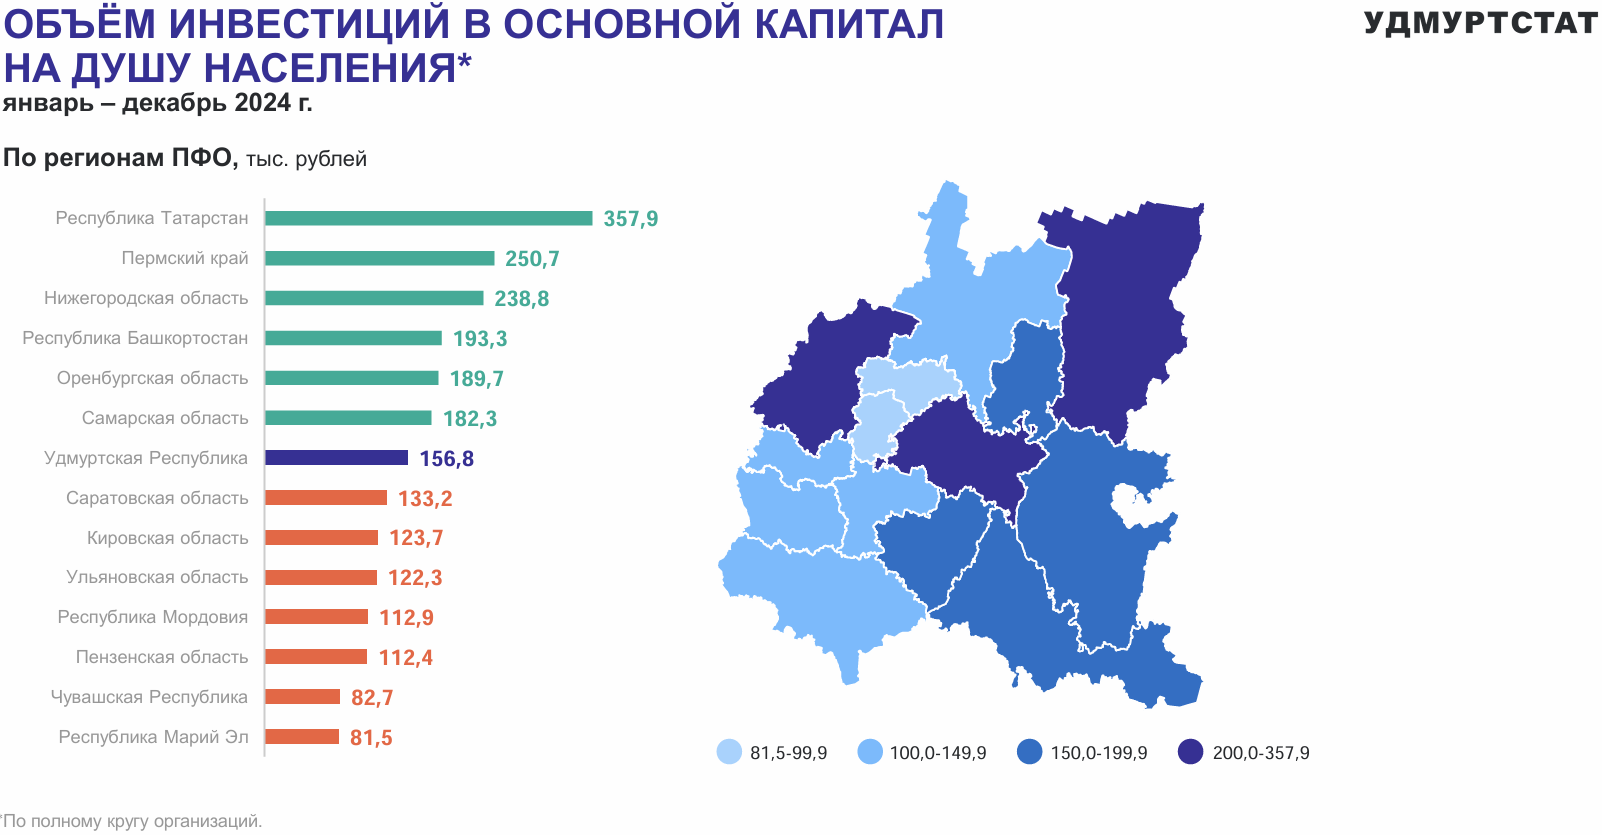 ОБЪЁМ ИНВЕСТИЦИЙ В ОСНОВНОЙ КАПИТАЛ
НА ДУШУ НАСЕЛЕНИЯ*
январь – декабрь 2024 г.
УДМУРТСТАТ
По регионам ПФО, тыс. рублей
Республика Татарстан 357,9
Пермский край 250,7
Нижегородская область 238,8
Республика Башкортостан 193,3
Оренбургская область 189,7
Самарская область 182,3
Удмуртская Республика 156,8
Саратовская область 133,2
Кировская область 123,7
Ульяновская область 122,3
Республика Мордовия 112,9
Пензенская область 112,4
Чувашская Республика 82,7
Республика Марий Эл 81,5
81,5-99,9 100,0-149,9 150,0-199,9 200,0-357,9
*По полному кругу организаций.